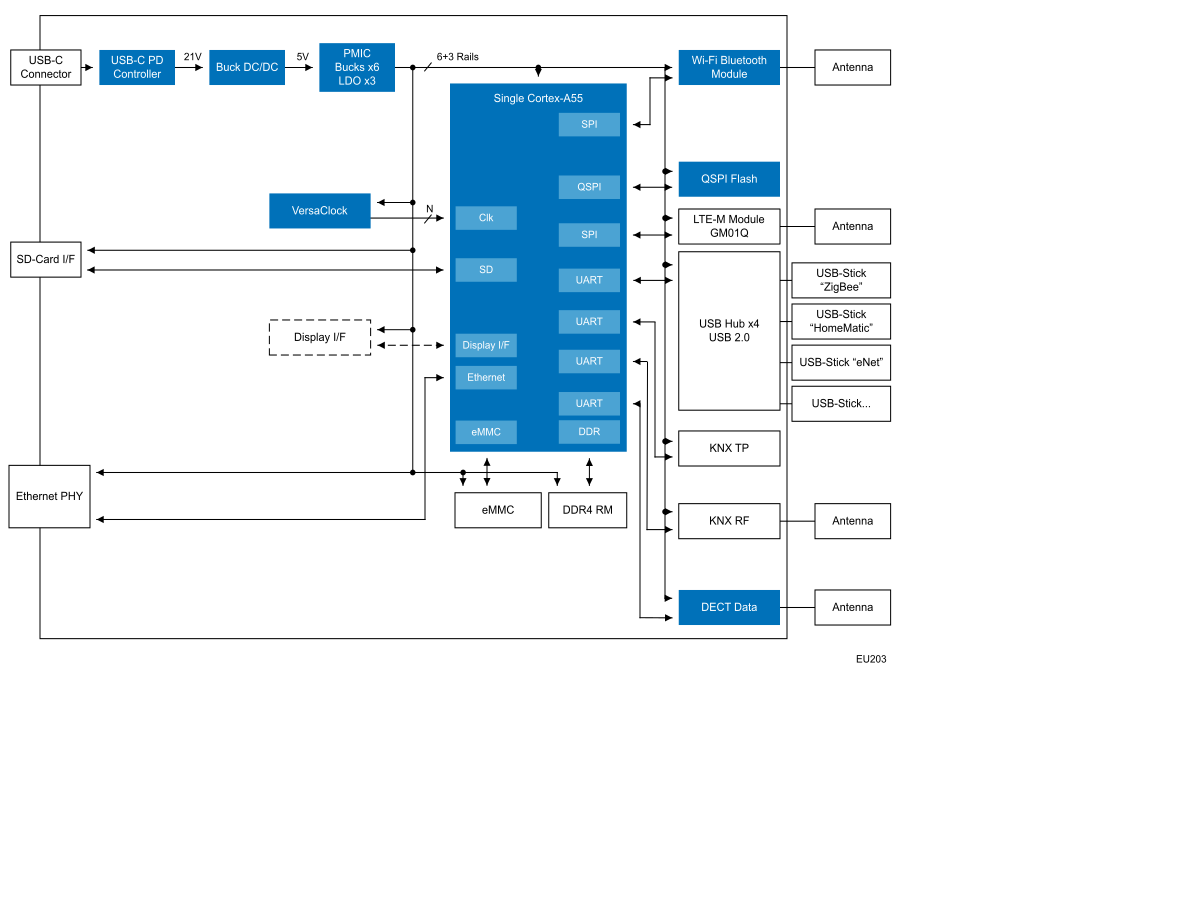 USB-C
Connector
USB-C PD
Controller
21V
Buck DC/DC
5V
PMIC
Bucks x6
LDO x3
6+3 Rails
Wi-Fi Bluetooth
Module
Antenna
Single Cortex-A55
SPI
QSPI
QSPI Flash
VersaClock
N
Clk
SPI
LTE-M Module
GM01Q
Antenna
SD-Card I/F
SD
UART
USB Hub x4
USB 2.0
USB-Stick
“ZigBee”
USB-Stick
“HomeMatic”
USB-Stick “eNet”
USB-Stick...
Display I/F
Display I/F
UART
UART
Ethernet
UART
eMMC
DDR
KNX TP
Ethernet PHY
eMMC
DDR4 RM
KNX RF
Antenna
DECT Data
Antenna
EU203